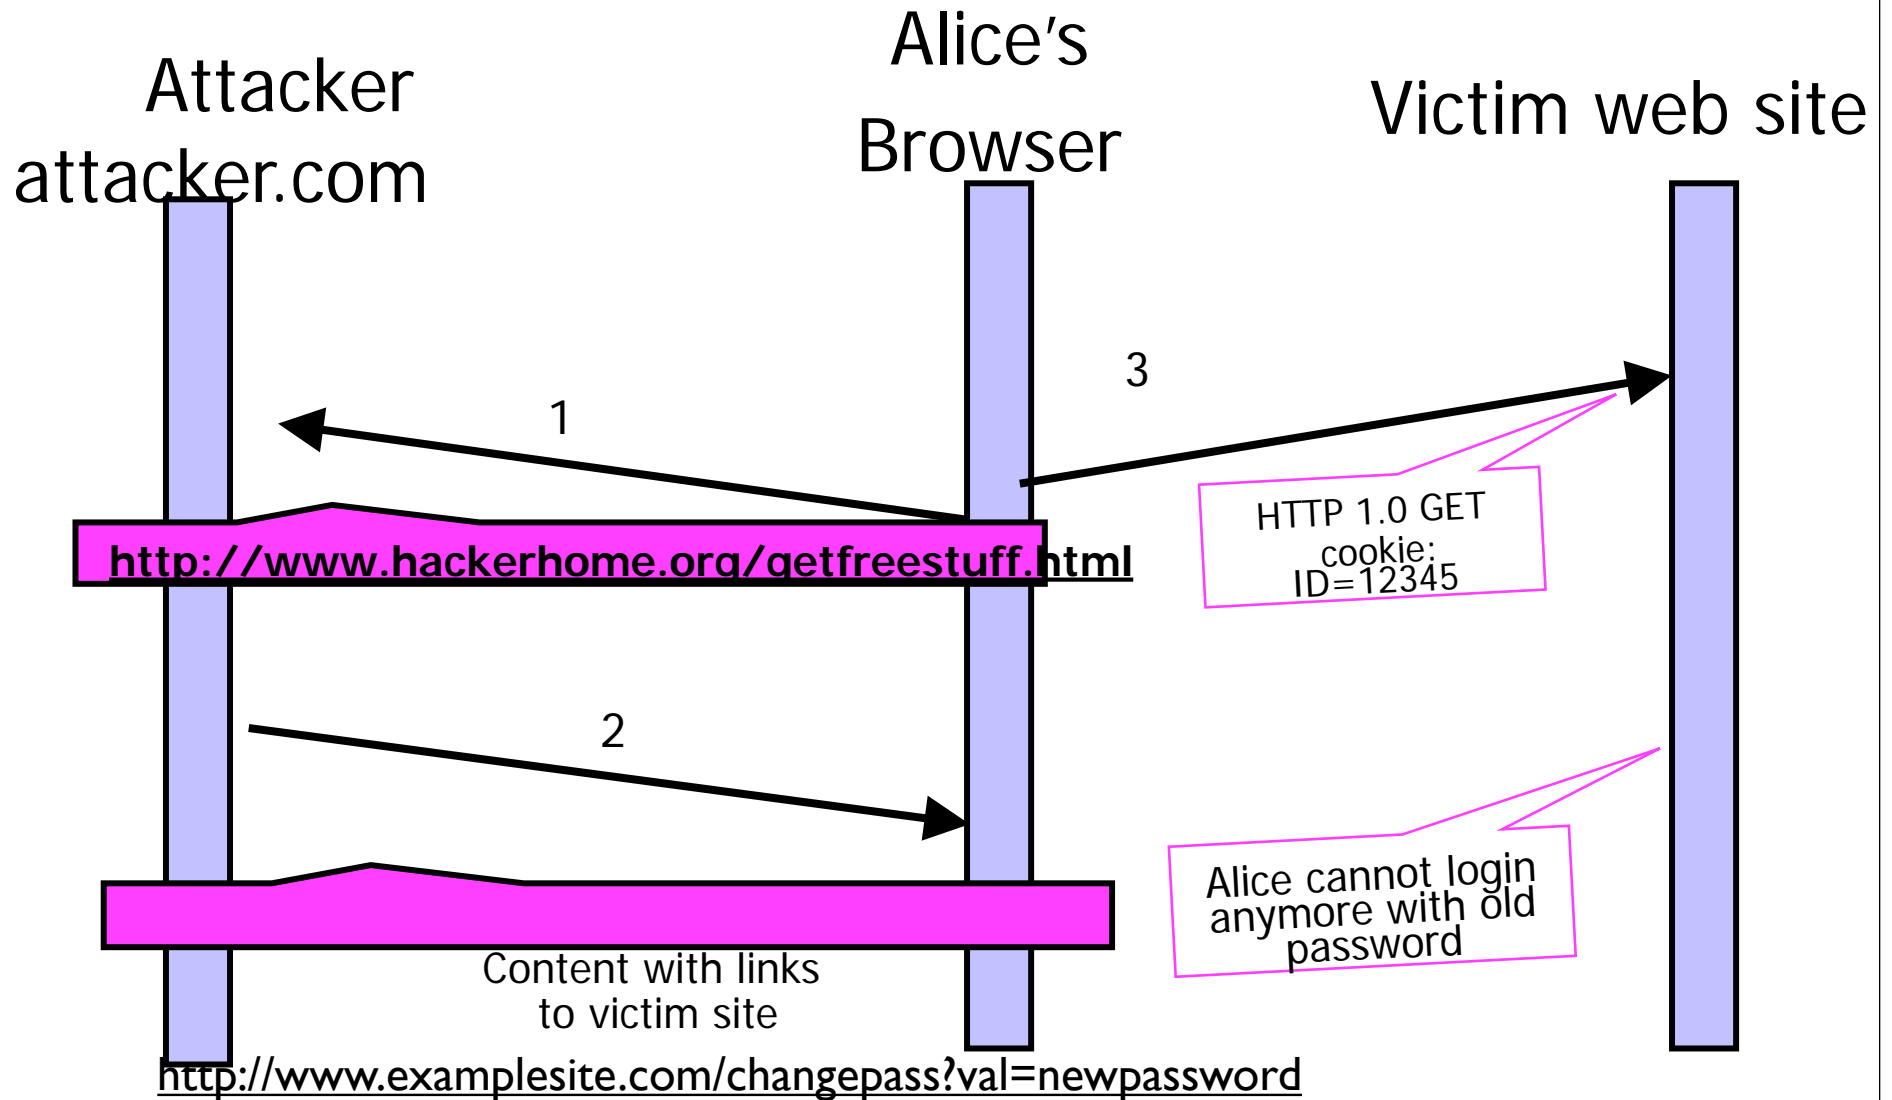 Attacker
attacker.com
Alice’s
Browser
Victim web site
1
3
http://www.hackerhome.org/getfreestuff.html
HTTP 1.0 GET
cookie:
ID=12345
2
Alice cannot login
anymore with old
password
Content with links
to victim site
http://www.examplesite.com/changepass?val=newpassword